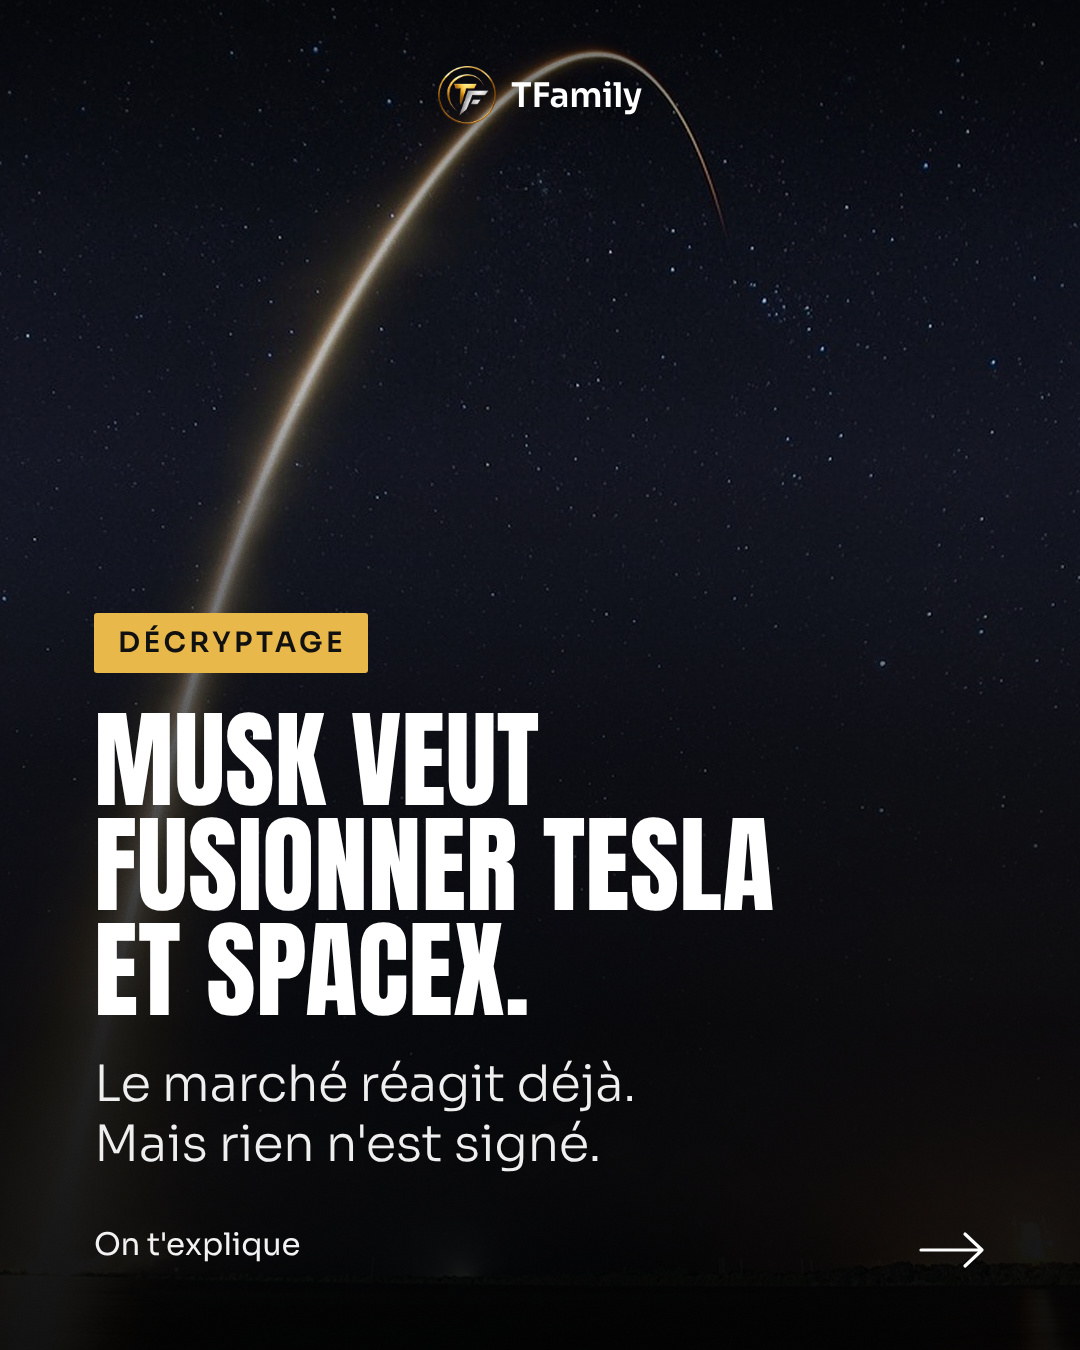 TFamily
DÉCRYPTAGE
MUSK VEUT
FUSIONNER TESLA
ET SPACEX.
Le marché réagit déjà.
Mais rien n'est signé.
On t'explique